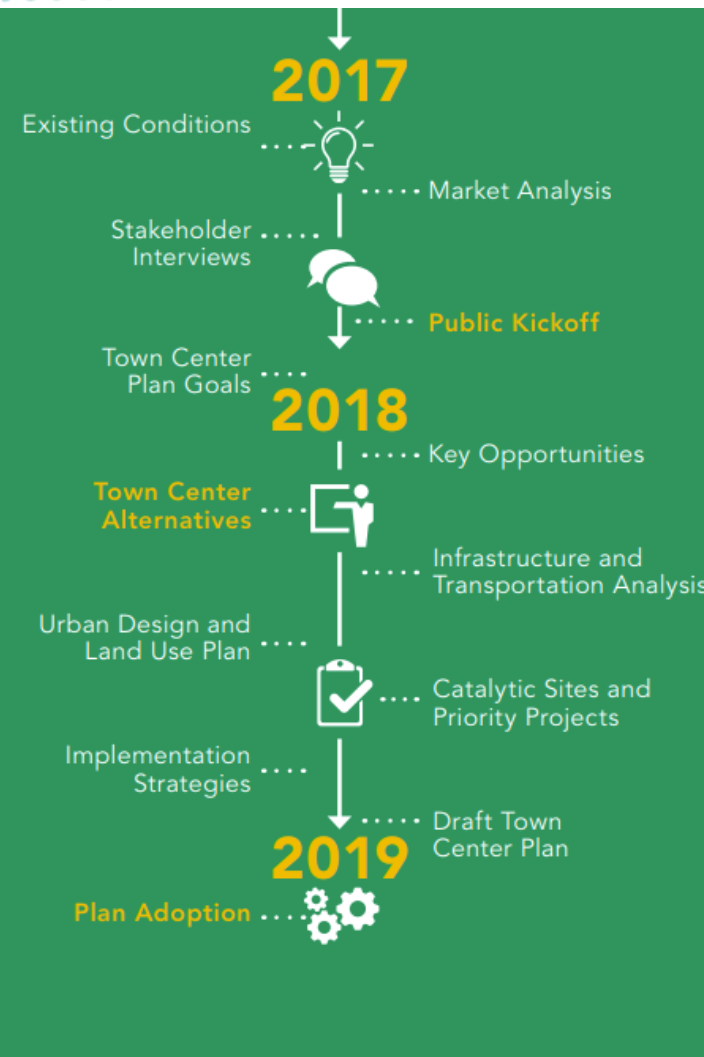 2017
Existing Conditions
Market Analysis
Stakeholder
Interviews
Public Kickoff
Town Center
Plan Goals
2018
Key Opportunities
Town Center
Alternatives
Infrastructure and
Transportation Analysis
Urban Design and
Land Use Plan
Catalytic Sites and
Priority Projects
Implementation
Strategies
Draft Town
Center Plan
2019
Plan Adoption